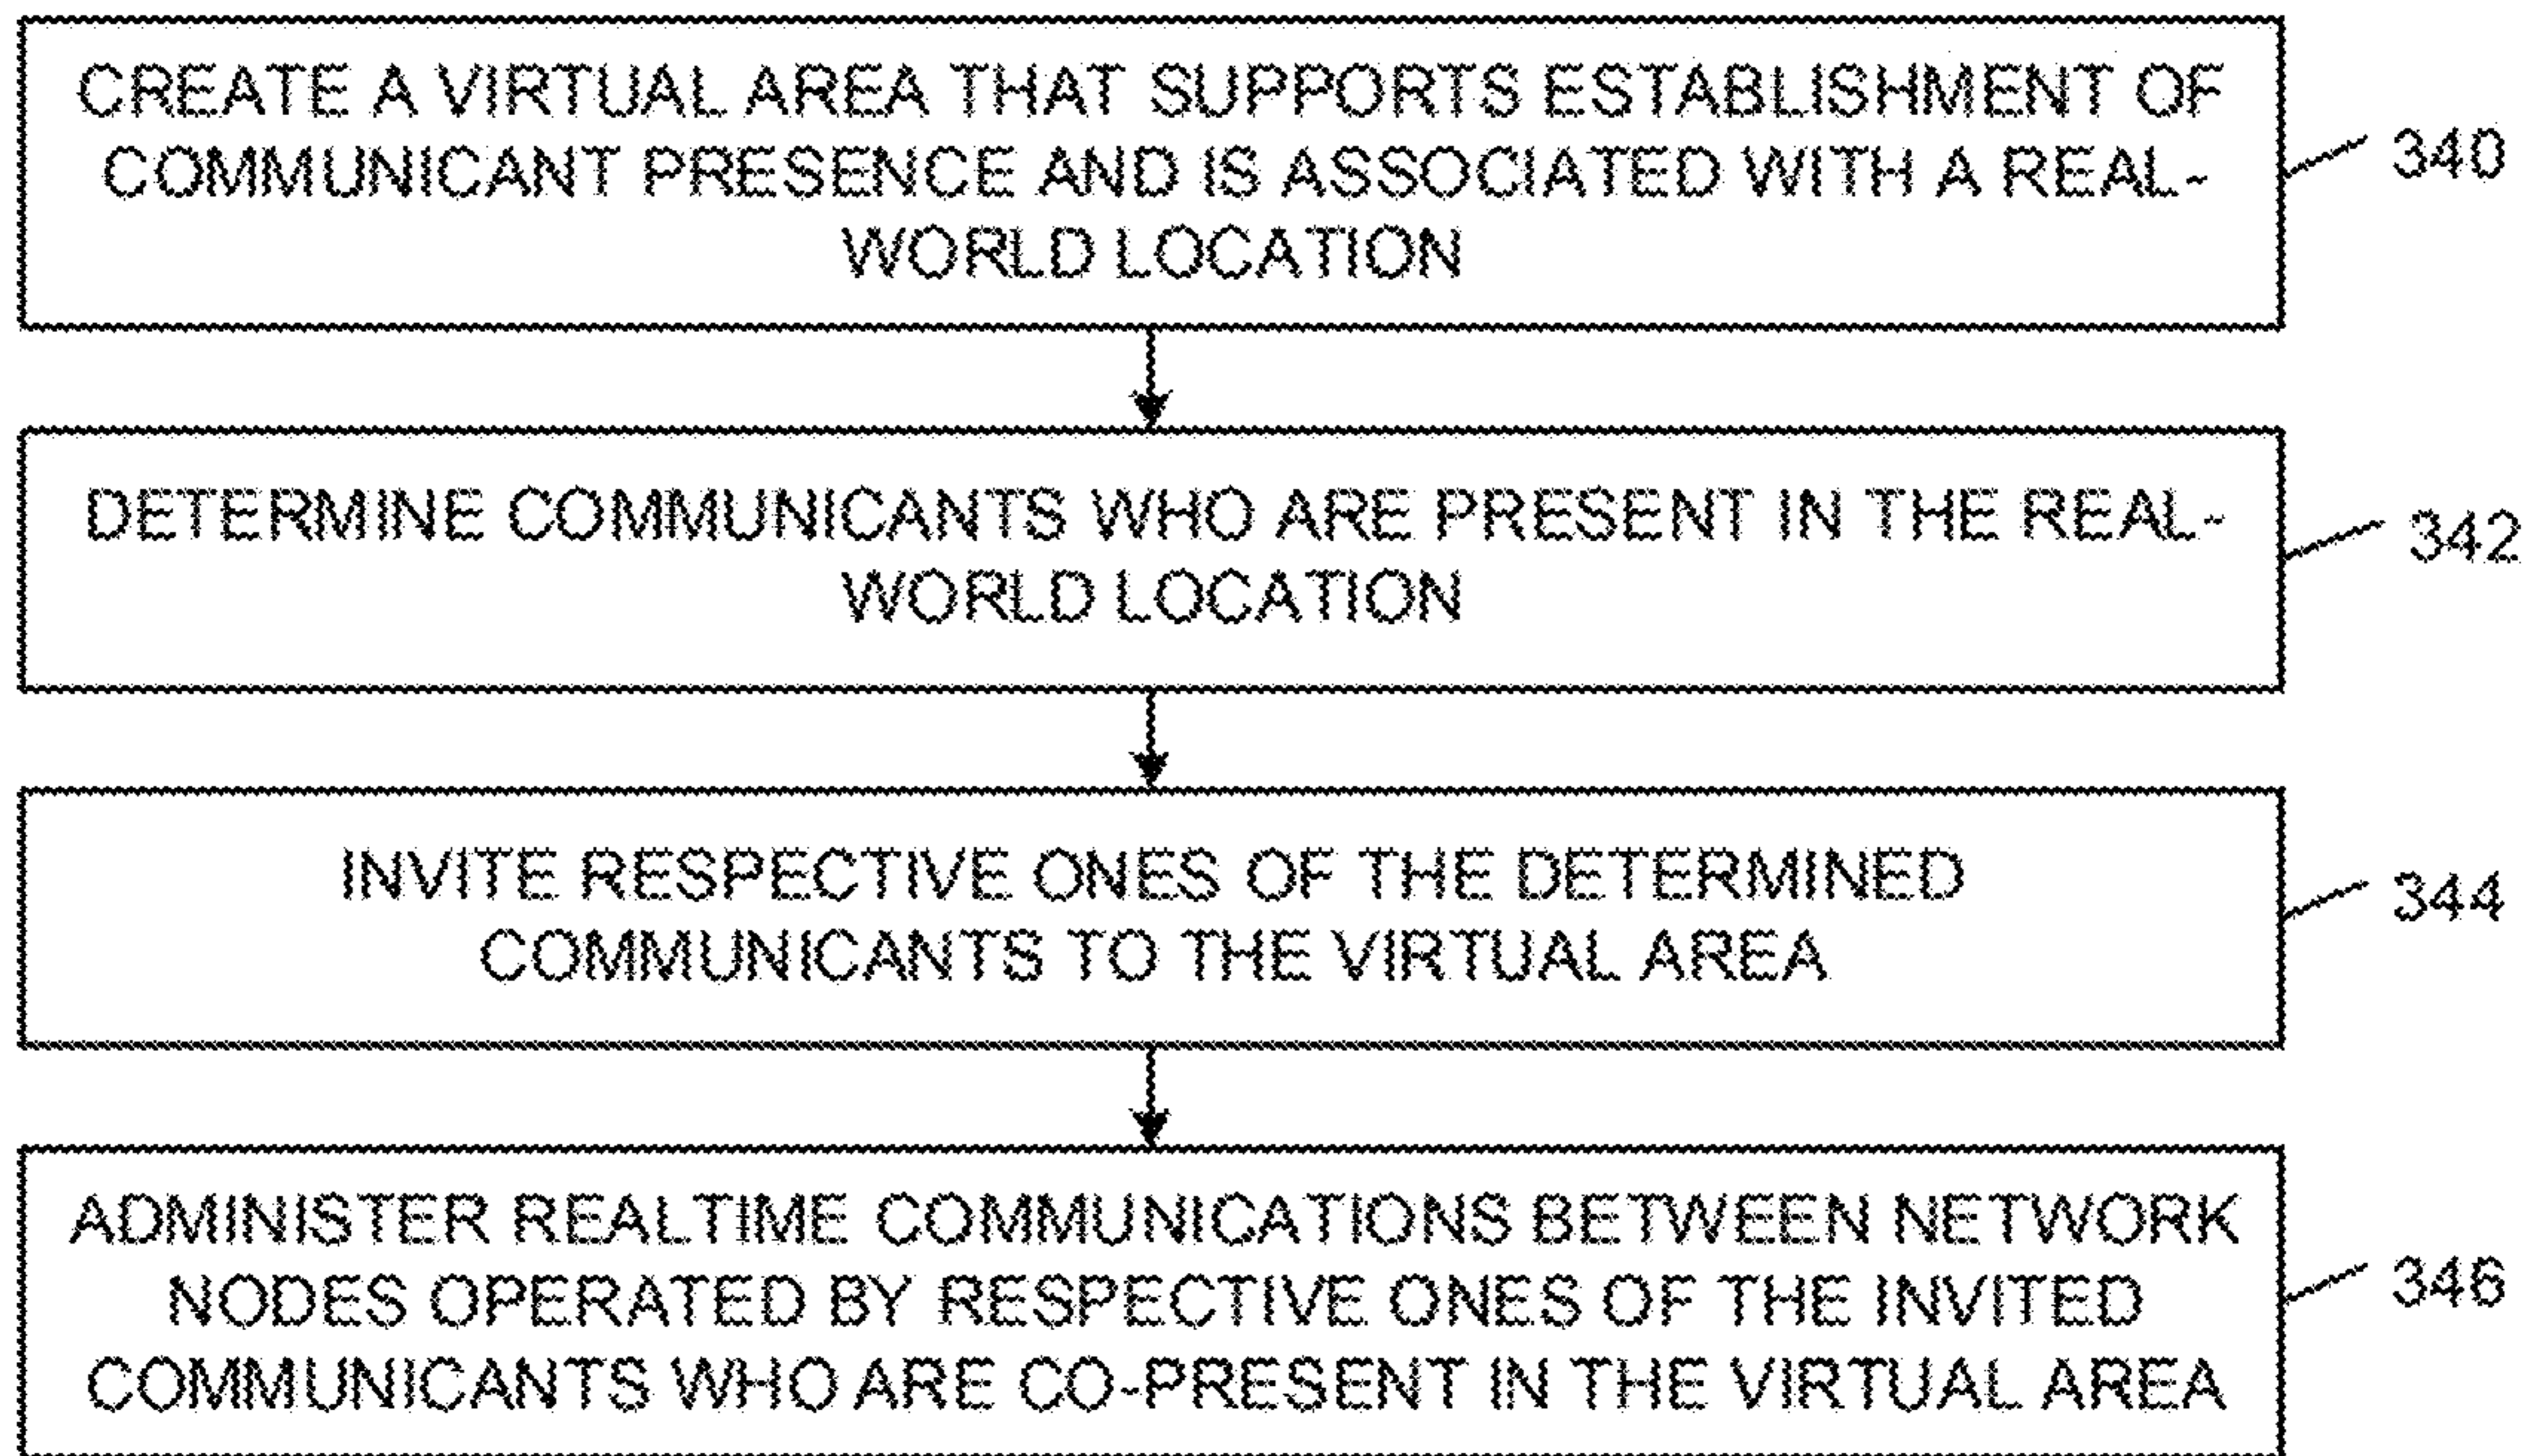 CREATE A VIRTUAL AREA THAT SUPPORTS ESTABLISHMENT OF
COMMUNICANT PRESENCE AND IS ASSOCIATED WITH A REAL-
WORLD LOCATION
340
DETERMINE COMMUNICANTS WHO ARE PRESENT IN THE REAL-
WORLD LOCATION
342
INVITE RESPECTIVE ONES OF THE DETERMINED
COMMUNICANTS TO THE VIRTUAL AREA
344
ADMINISTER REALTIME COMMUNICATIONS BETWEEN NETWORK
NODES OPERATED BY RESPECTIVE ONES OF THE INVITED
COMMUNICANTS WHO ARE CO-PRESENT IN THE VIRTUAL AREA
346